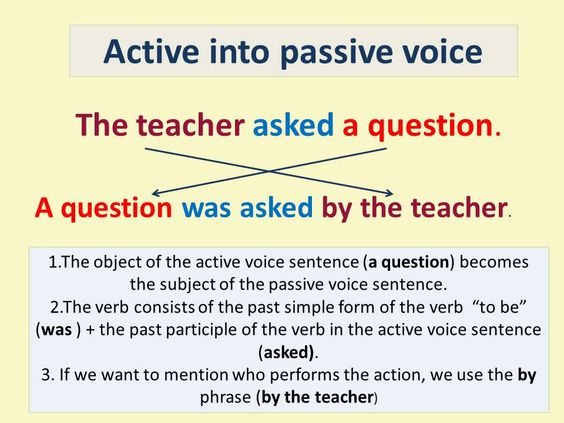 Active into passive voice
The teacher asked a question.
A question was asked by the teacher.
1.The object of the active voice sentence (a question) becomes
the subject of the passive voice sentence.
2.The verb consists of the past simple form of the verb “to be”
(was ) + the past participle of the verb in the active voice sentence
(asked).
3. If we want to mention who performs the action, we use the by
phrase (by the teacher)